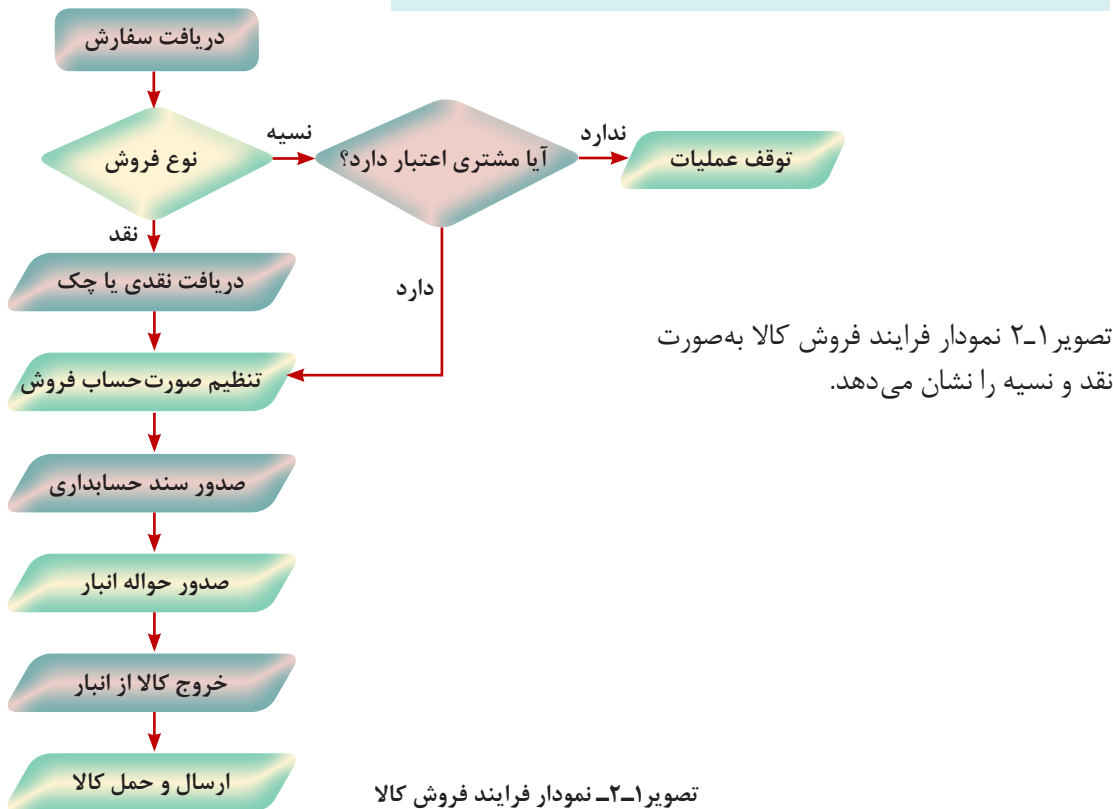 دریافت سفارش
نوع فروش
نسیه
آیا مشتری اعتبار دارد؟
ندارد
توقف عملیات
نقد
دریافت نقدی یا چک
دارد
تنظیم صورت‌حساب فروش
صدور سند حسابداری
صدور حواله انبار
خروج کالا از انبار
ارسال و حمل کالا
تصویر۱ـ۲ نمودار فرایند فروش کالا به‌صورت
نقد و نسیه را نشان می‌دهد.
تصویر۱ـ۲ـ نمودار فرایند فروش کالا